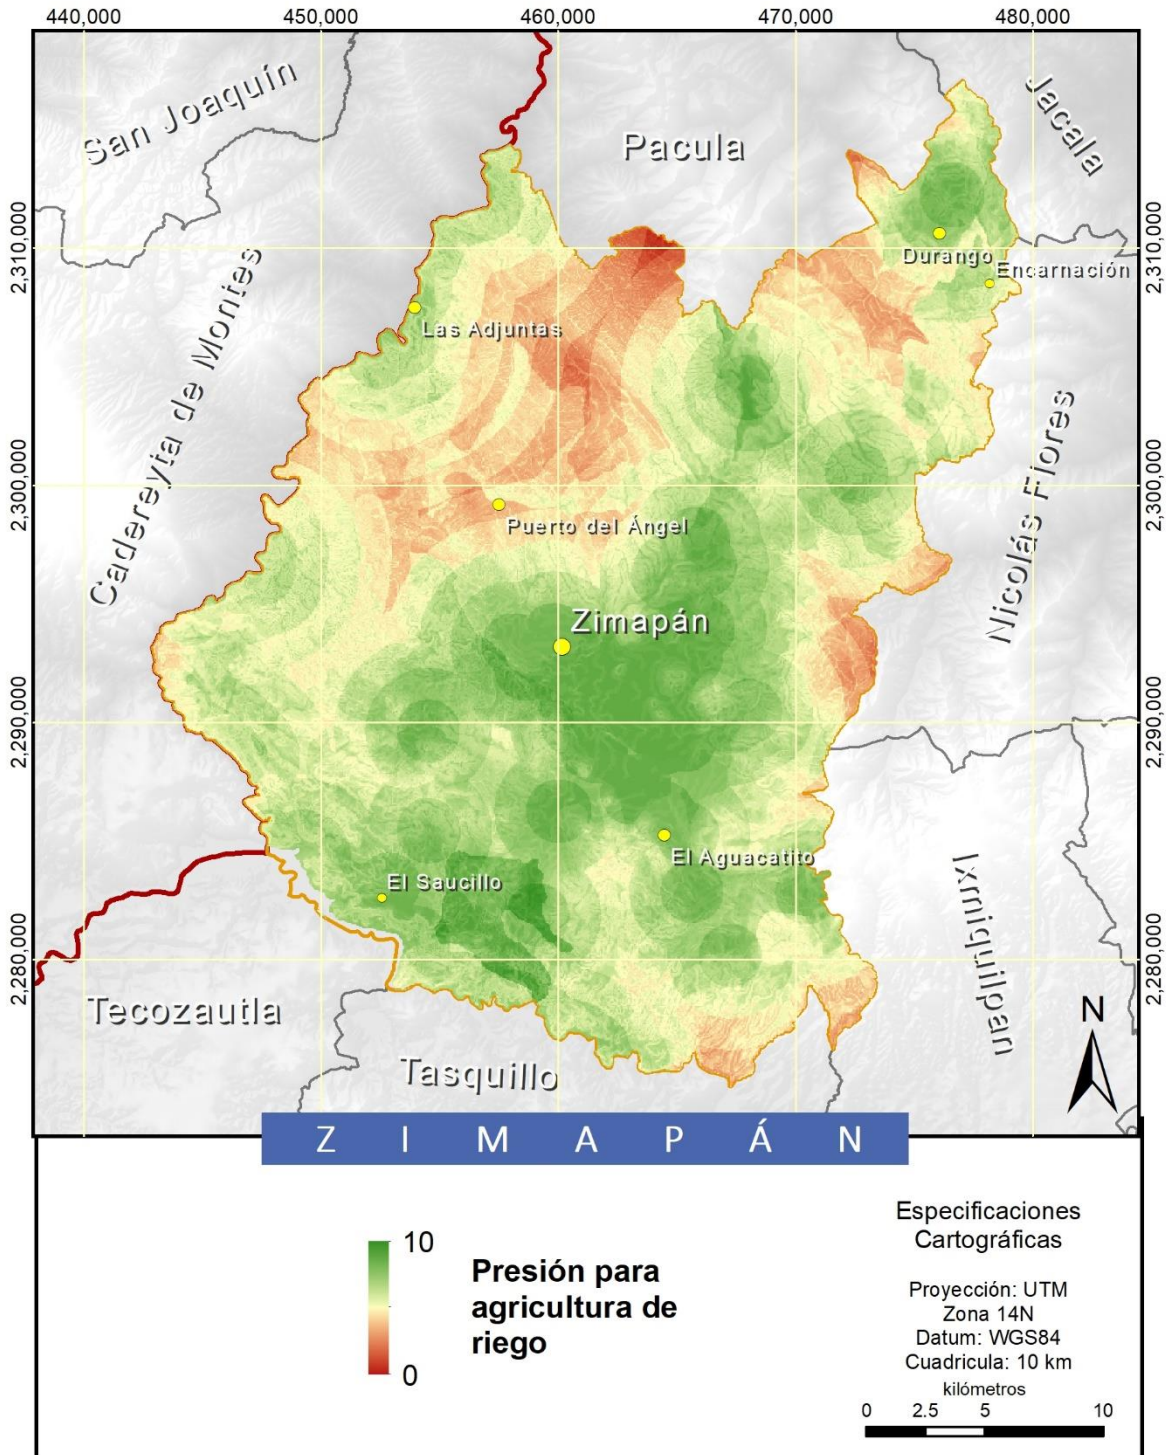 440,000 450,000 460,000 470,000 480,000
San Joaquín
Pacula
Jacala
2,310,000
2,310,000
Durango
Encarnación
Las Adjuntas
Cadereyta de Montes
2,300,000
2,300,000
Puerto del Ángel
Nicolás Flores
Zimapán
2,290,000
2,290,000
El Aguacatito
El Saucillo
Ixmiquilpan
2,280,000
2,280,000
Tecozautla
Tasquillo
N
ZIMAPÁN
10
0
Presión para
agricultura de
riego
Especificaciones
Cartográficas
Proyección: UTM
Zona 14N
Datum: WGS84
Cuadricula: 10 km
kilómetros
0 2.5 5 10